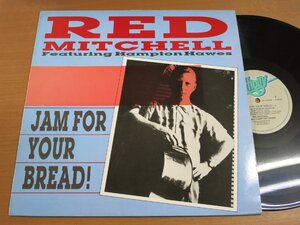 RED
MITCHELL
Featuring Hampton Hawes
JAM FOR
YOUR
BREAD!